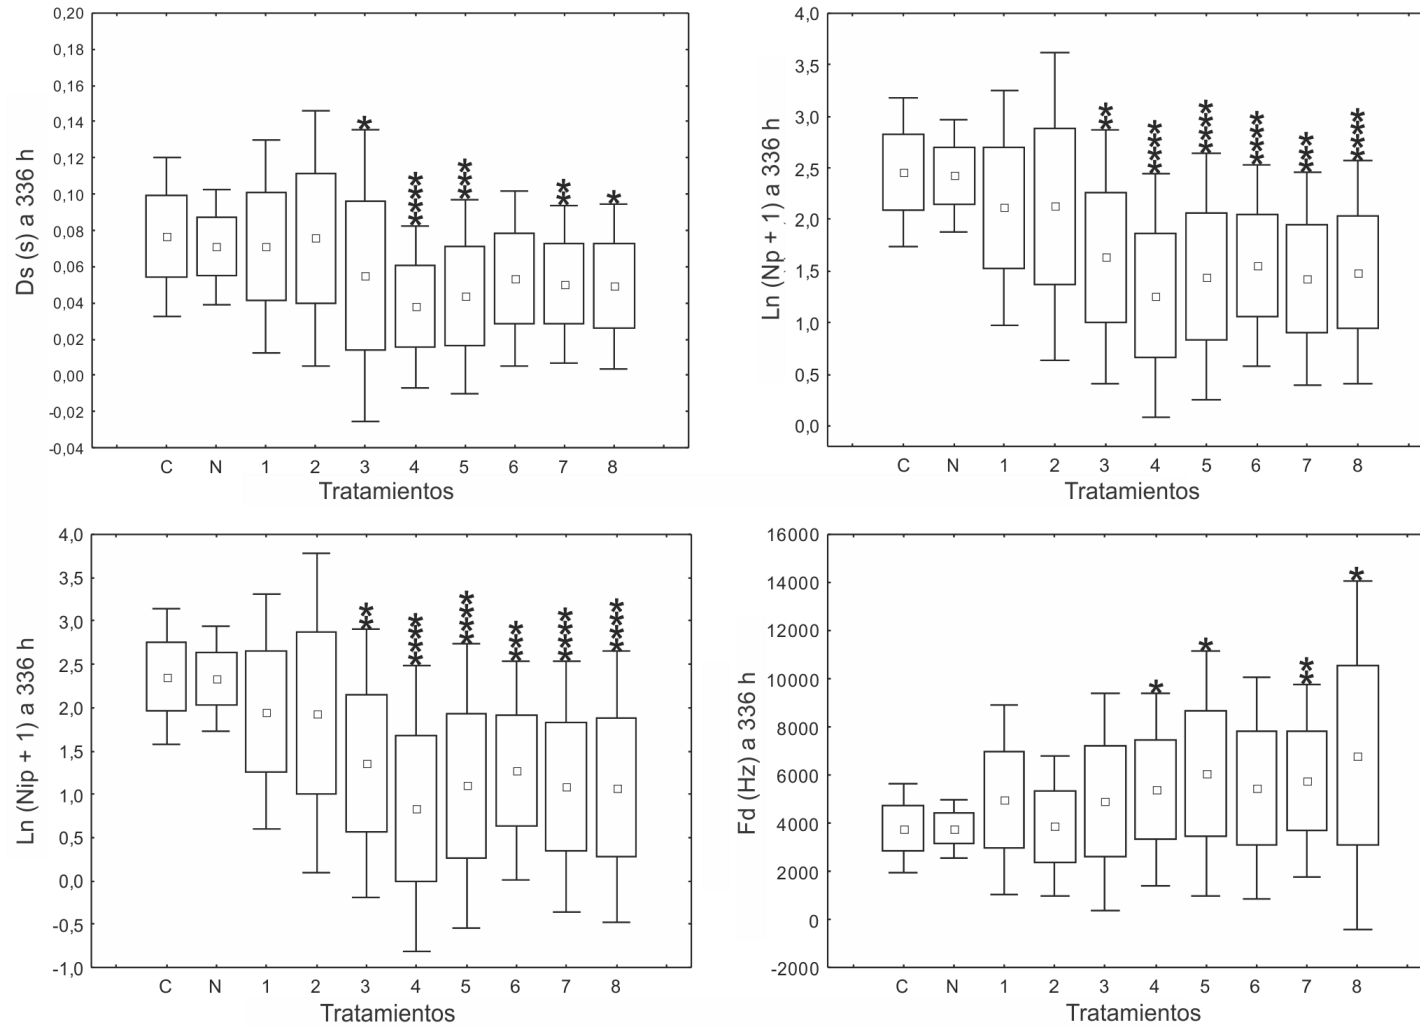 0,20
0,18
0,16
0,14
0,12
0,10
0,08
0,06
0,04
0,02
0,00
-0,02
-0,04
Ds (s) a 336 h
* **** *** ** *
C N 1 2 3 4 5 6 7 8
Tratamientos
4,0
3,5
3,0
2,5
2,0
1,5
1,0
0,5
0,0
Ln (Np + 1) a 336 h
** **** **** **** *** ****
C N 1 2 3 4 5 6 7 8
Tratamientos
4,0
3,5
3,0
2,5
2,0
1,5
1,0
0,5
0,0
-0,5
-1,0
Ln (Nip + 1) a 336 h
** **** **** *** **** ****
C N 1 2 3 4 5 6 7 8
Tratamientos
16000
14000
12000
10000
8000
6000
4000
2000
0
-2000
Fd (Hz) a 336 h
* * ** *
C N 1 2 3 4 5 6 7 8
Tratamientos